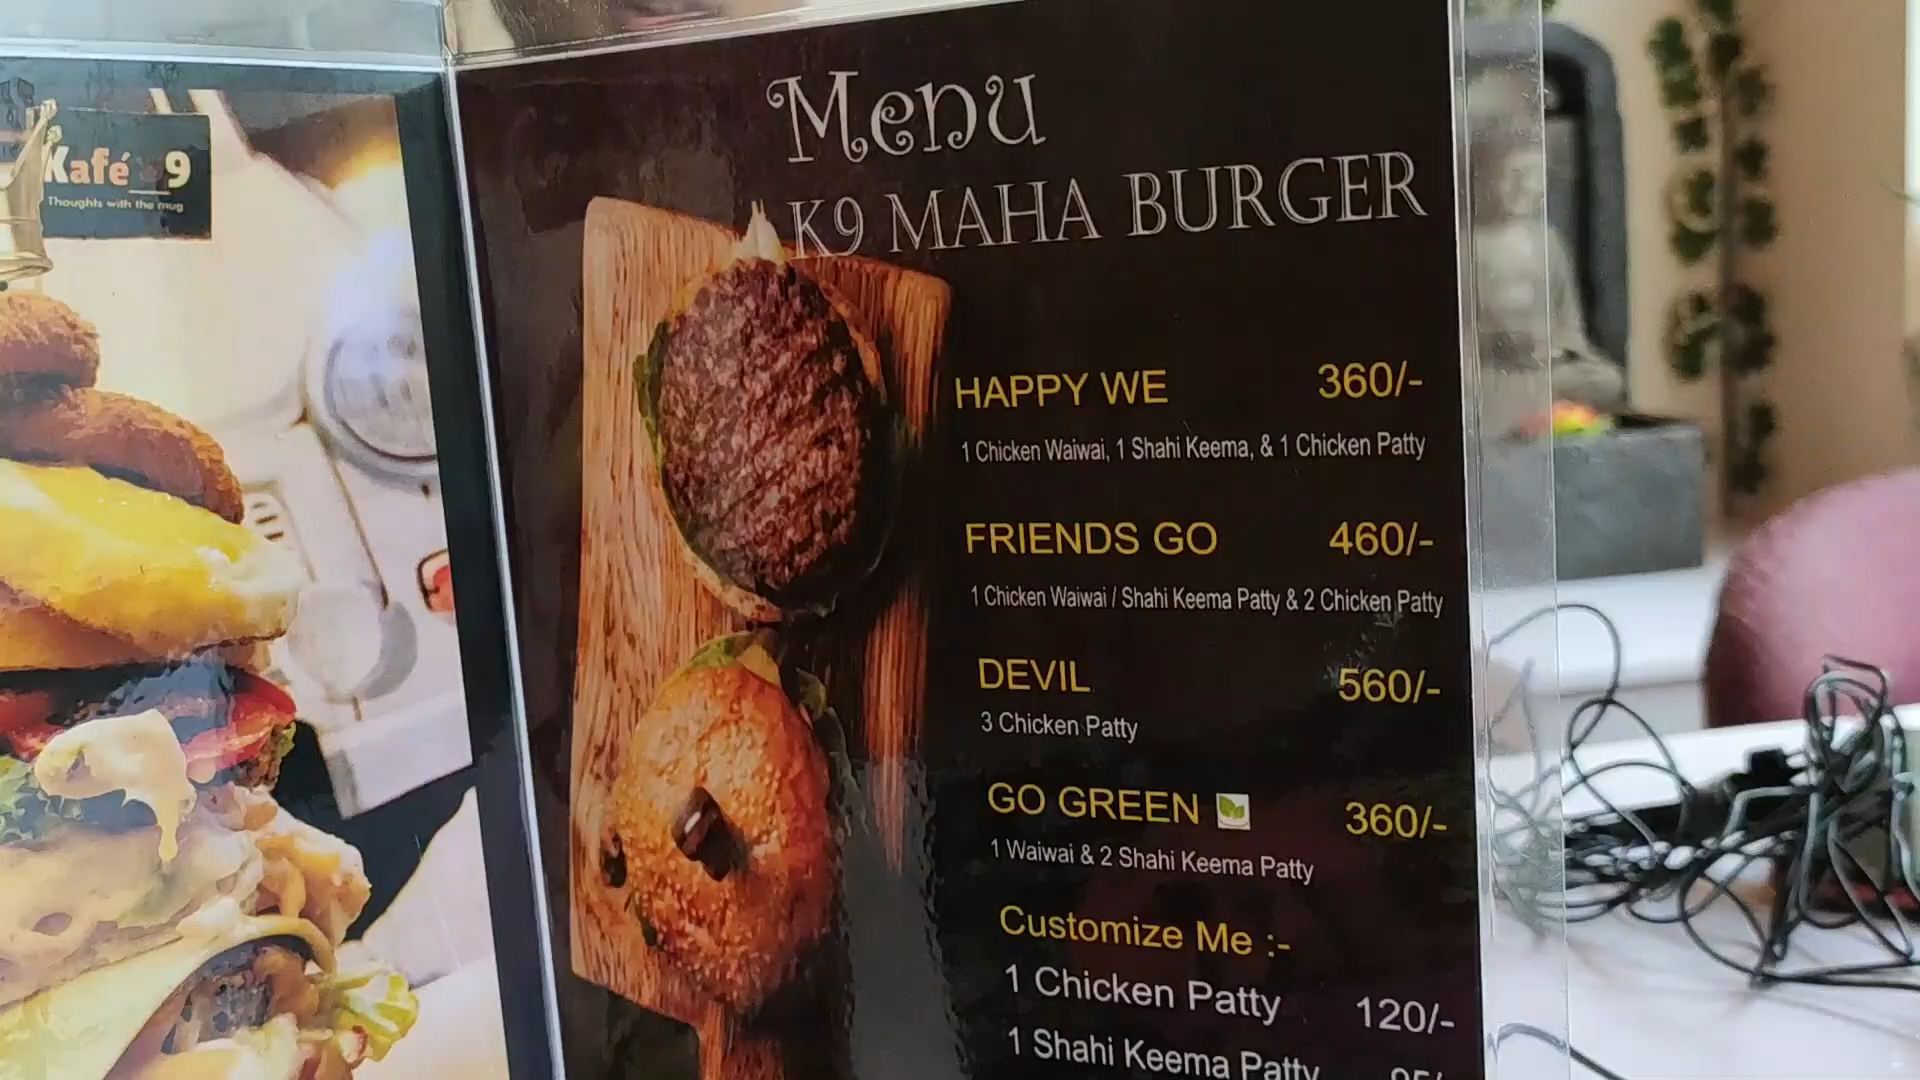 Kafé 9
Thoughts with the mug
Menu
K9 MAHA BURGER
HAPPY WE 360/-
1 Chicken Waiwai, 1 Shahi Keema, & 1 Chicken Patty
FRIENDS GO 460/-
1 Chicken Waiwai / Shahi Keema Patty & 2 Chicken Patty
DEVIL 560/-
3 Chicken Patty
GO GREEN 360/-
1 Waiwai & 2 Shahi Keema Patty
Customize Me :-
1 Chicken Patty 120/-
1 Shahi Keema Patty